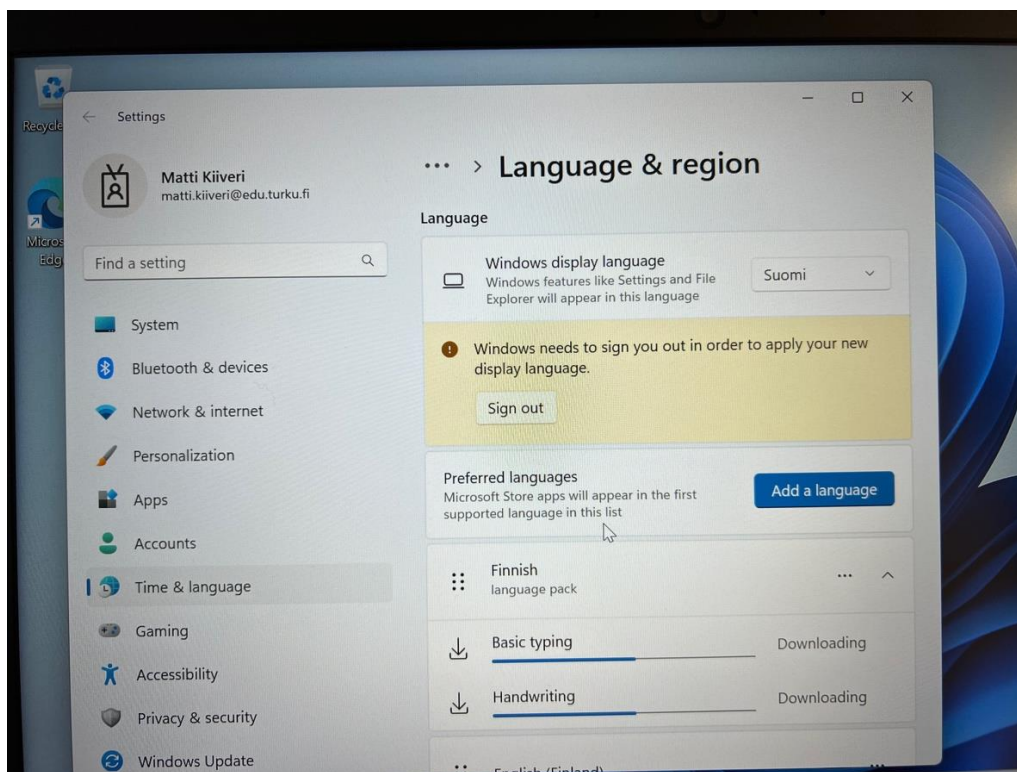 Recycle
Micros
Edg
Settings
Matti Kiiveri
matti.kiiveri@edu.turku.fi
Find a setting
System
Bluetooth & devices
Network & internet
Personalization
Apps
Accounts
Time & language
Gaming
Accessibility
Privacy & security
Windows Update
... > Language & region
Language
Windows display language
Windows features like Settings and File
Explorer will appear in this language
Suomi
Windows needs to sign you out in order to apply your new
display language.
Sign out
Preferred languages
Microsoft Store apps will appear in the first
supported language in this list
Add a language
Finnish
language pack
Basic typing
Downloading
Handwriting
Downloading
English (Finland)